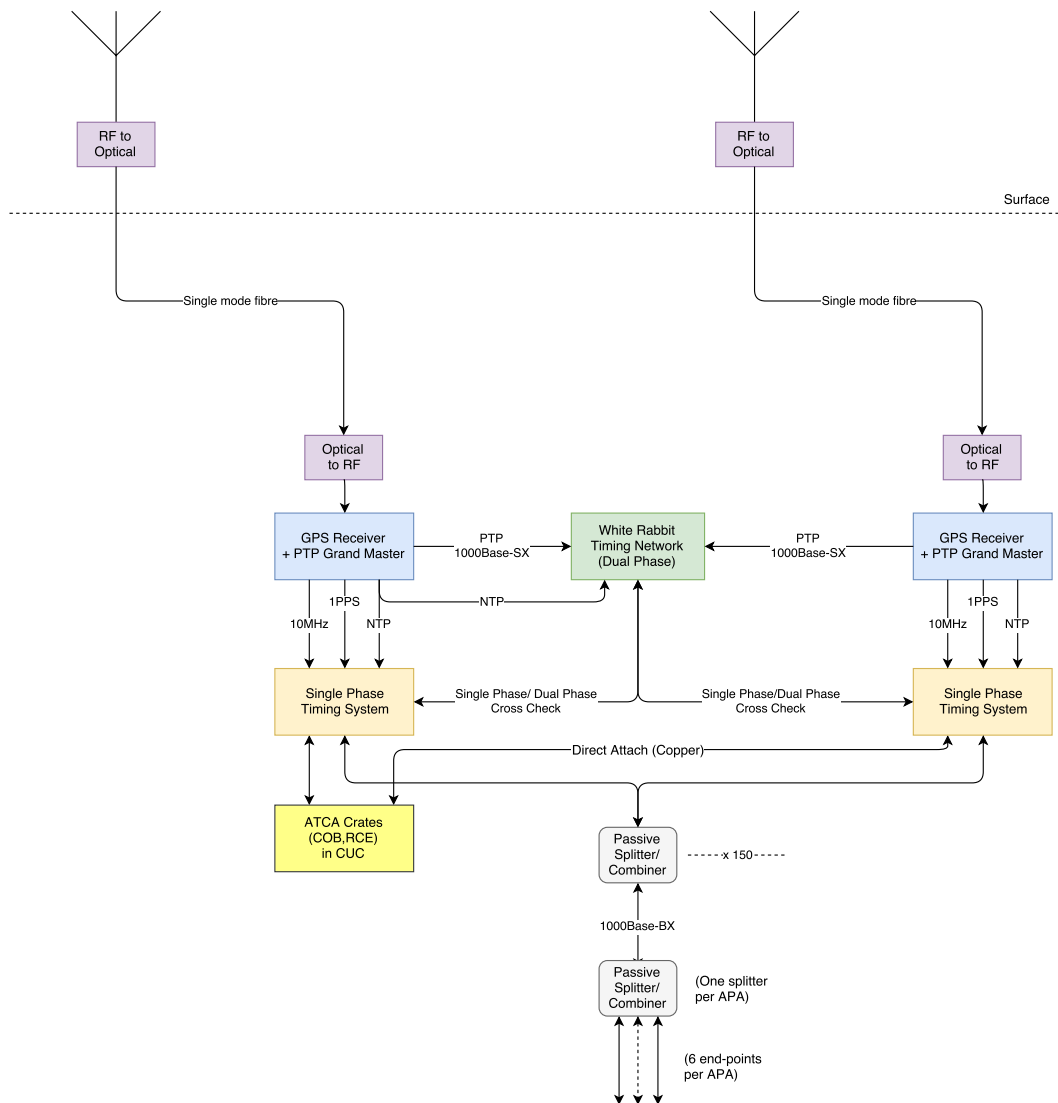 RF to
Optical
RF to
Optical
Surface
Single mode fibre
Single mode fibre
Optical
to RF
Optical
to RF
GPS Receiver
+ PTP Grand Master
PTP
1000Base-SX
White Rabbit
Timing Network
(Dual Phase)
PTP
1000Base-SX
GPS Receiver
+ PTP Grand Master
10MHz
1PPS
NTP
NTP
10MHz
1PPS
NTP
Single Phase
Timing System
Single Phase/ Dual Phase
Cross Check
Single Phase/Dual Phase
Cross Check
Single Phase
Timing System
Direct Attach (Copper)
ATCA Crates
(COB,RCE)
in CUC
Passive
Splitter/
Combiner
x 150
1000Base-BX
Passive
Splitter/
Combiner
(One splitter
per APA)
(6 end-points
per APA)